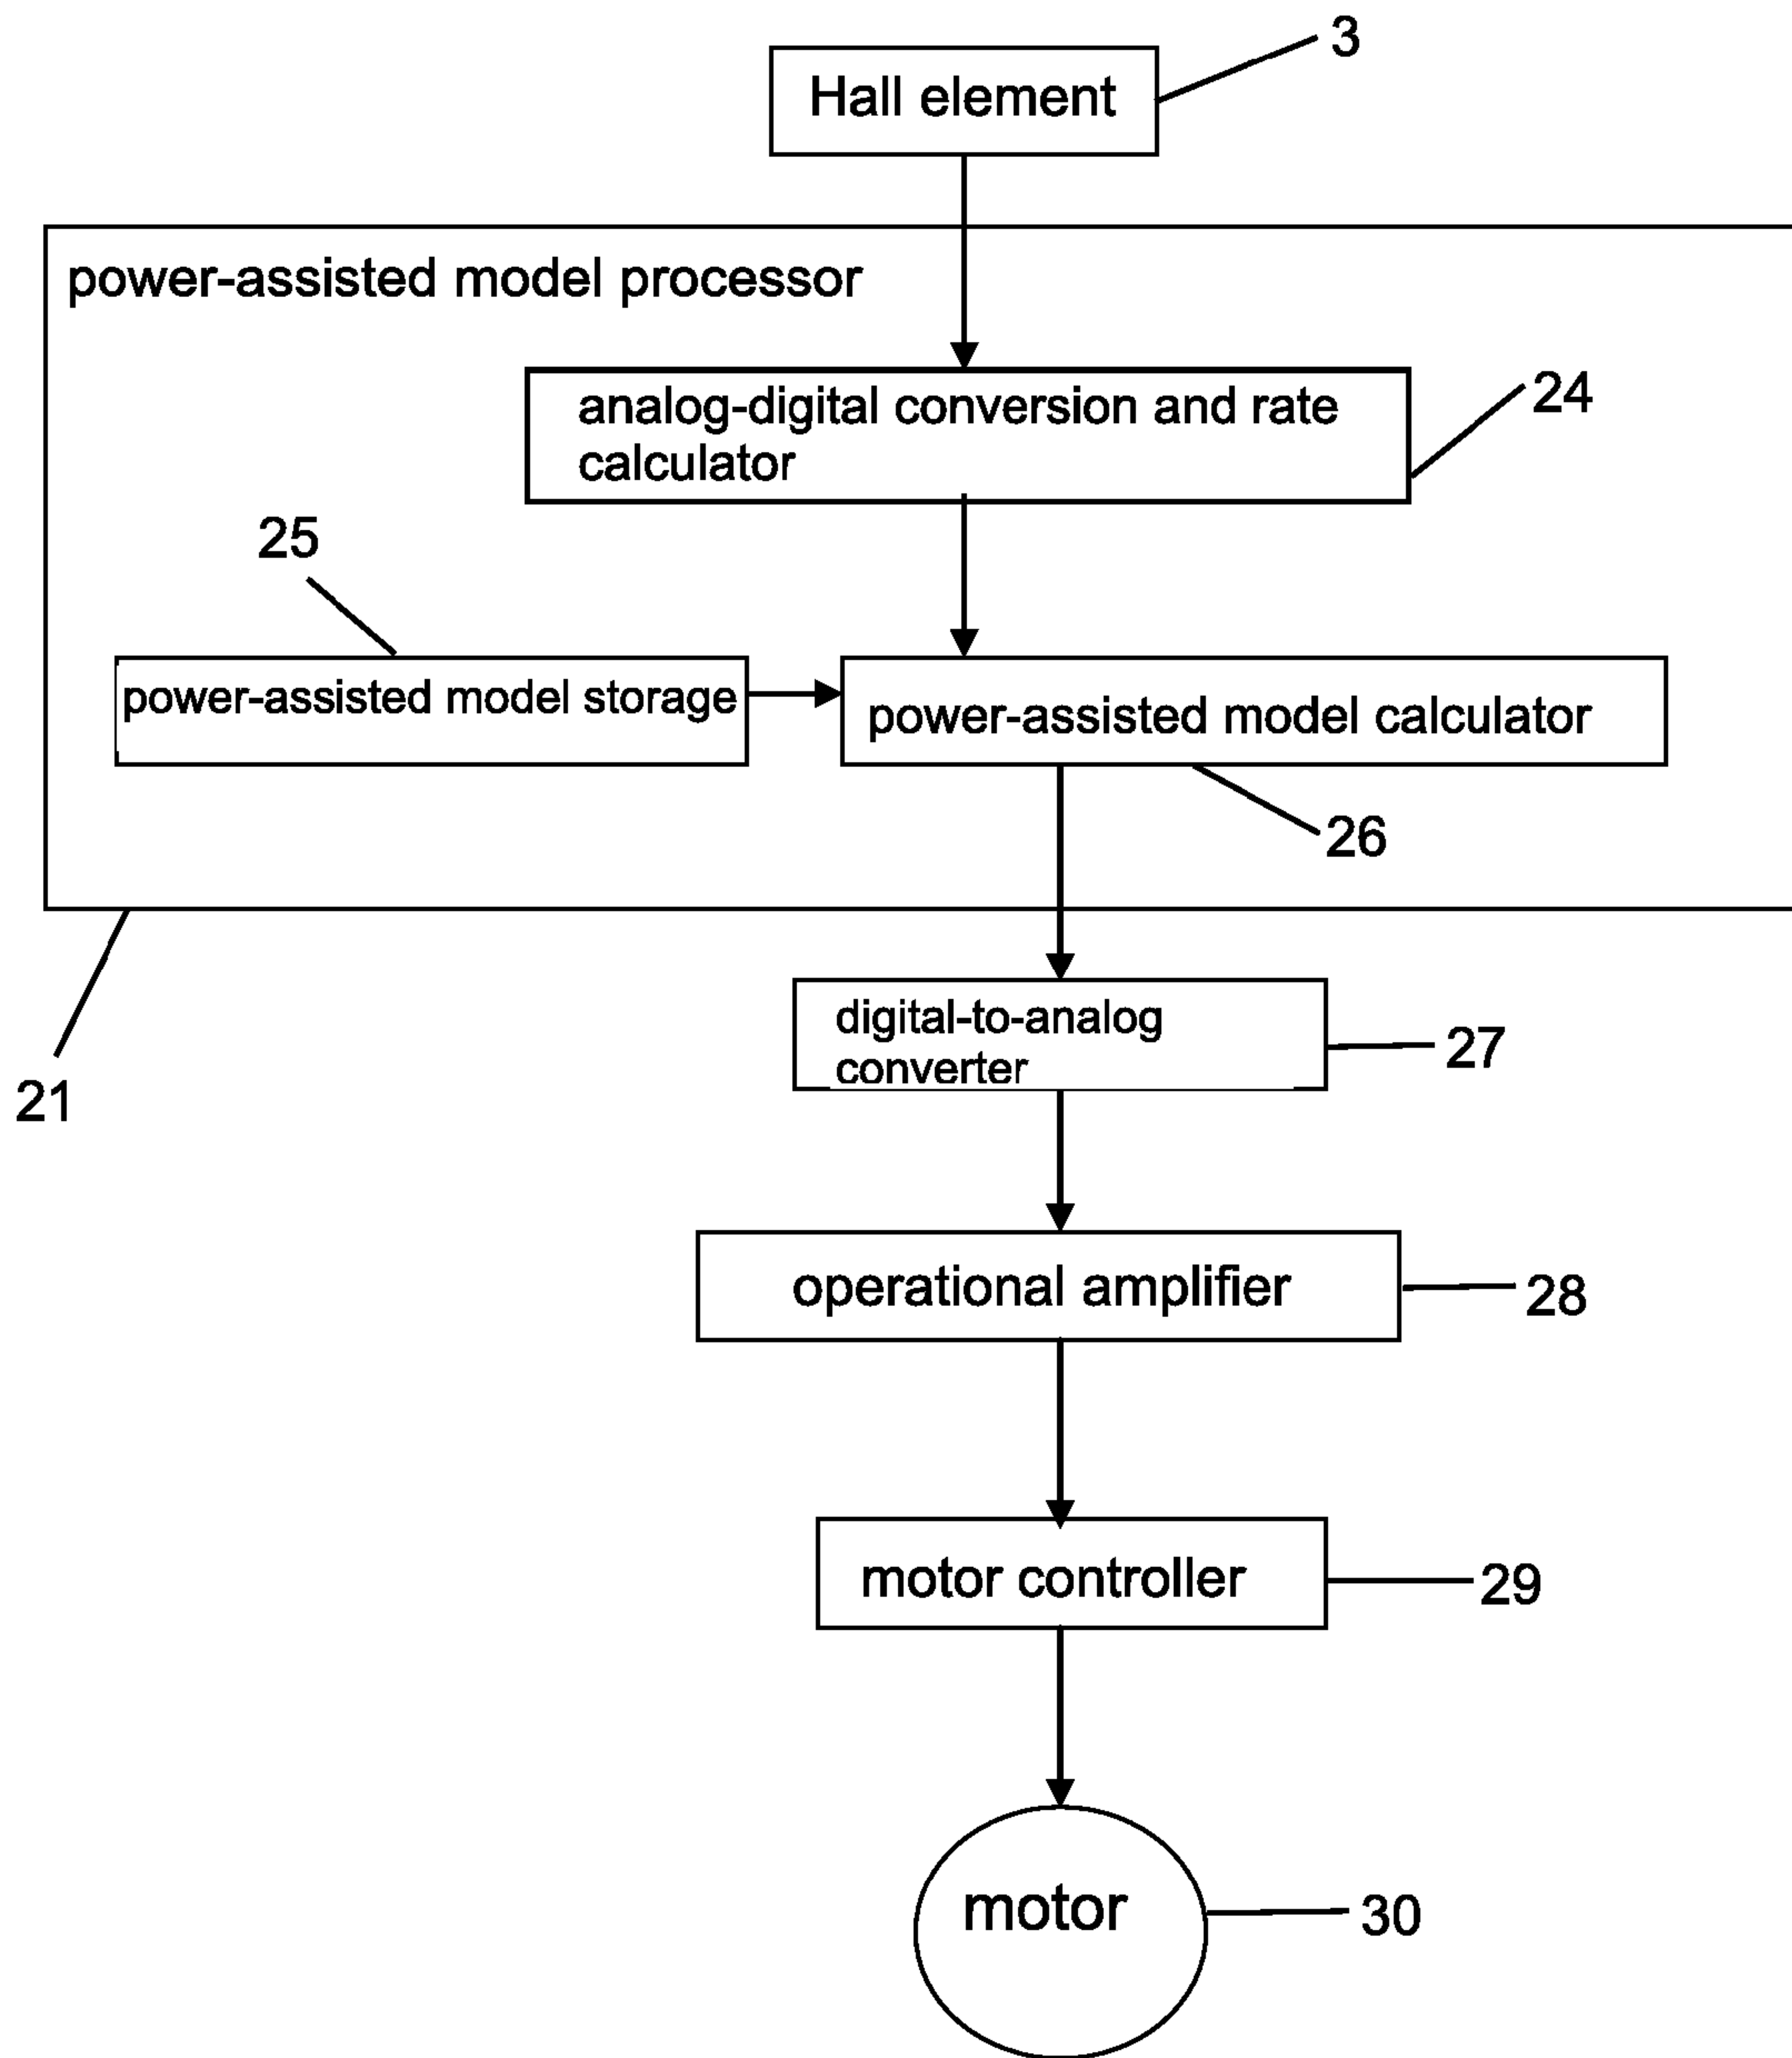 3
Hall element
power-assisted model processor
analog-digital conversion and rate
calculator
24
25
power-assisted model storage
power-assisted model calculator
26
digital-to-analog
converter
27
21
operational amplifier
28
motor controller
29
motor
30